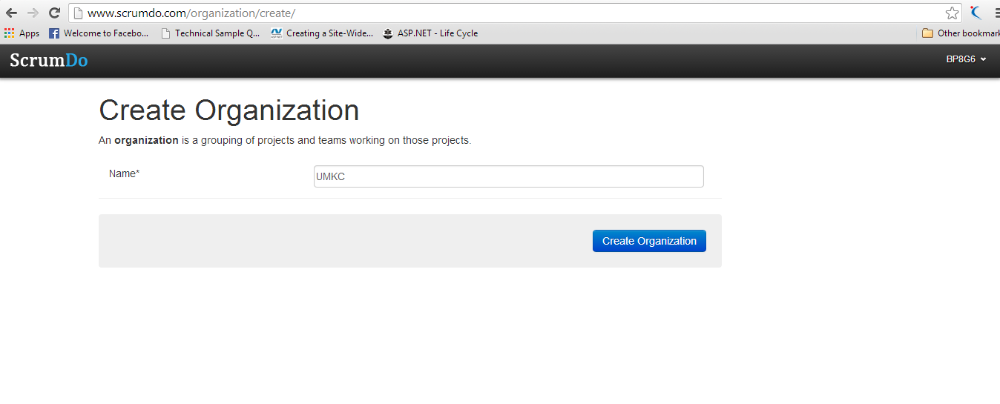 www.scrumdo.com/organization/create/
Apps Welcome to Facebo... Technical Sample Q... Creating a Site-Wide... ASP.NET - Life Cycle Other bookmark
ScrumDo BP8G6
Create Organization
An organization is a grouping of projects and teams working on those projects.
Name* UMKC
Create Organization